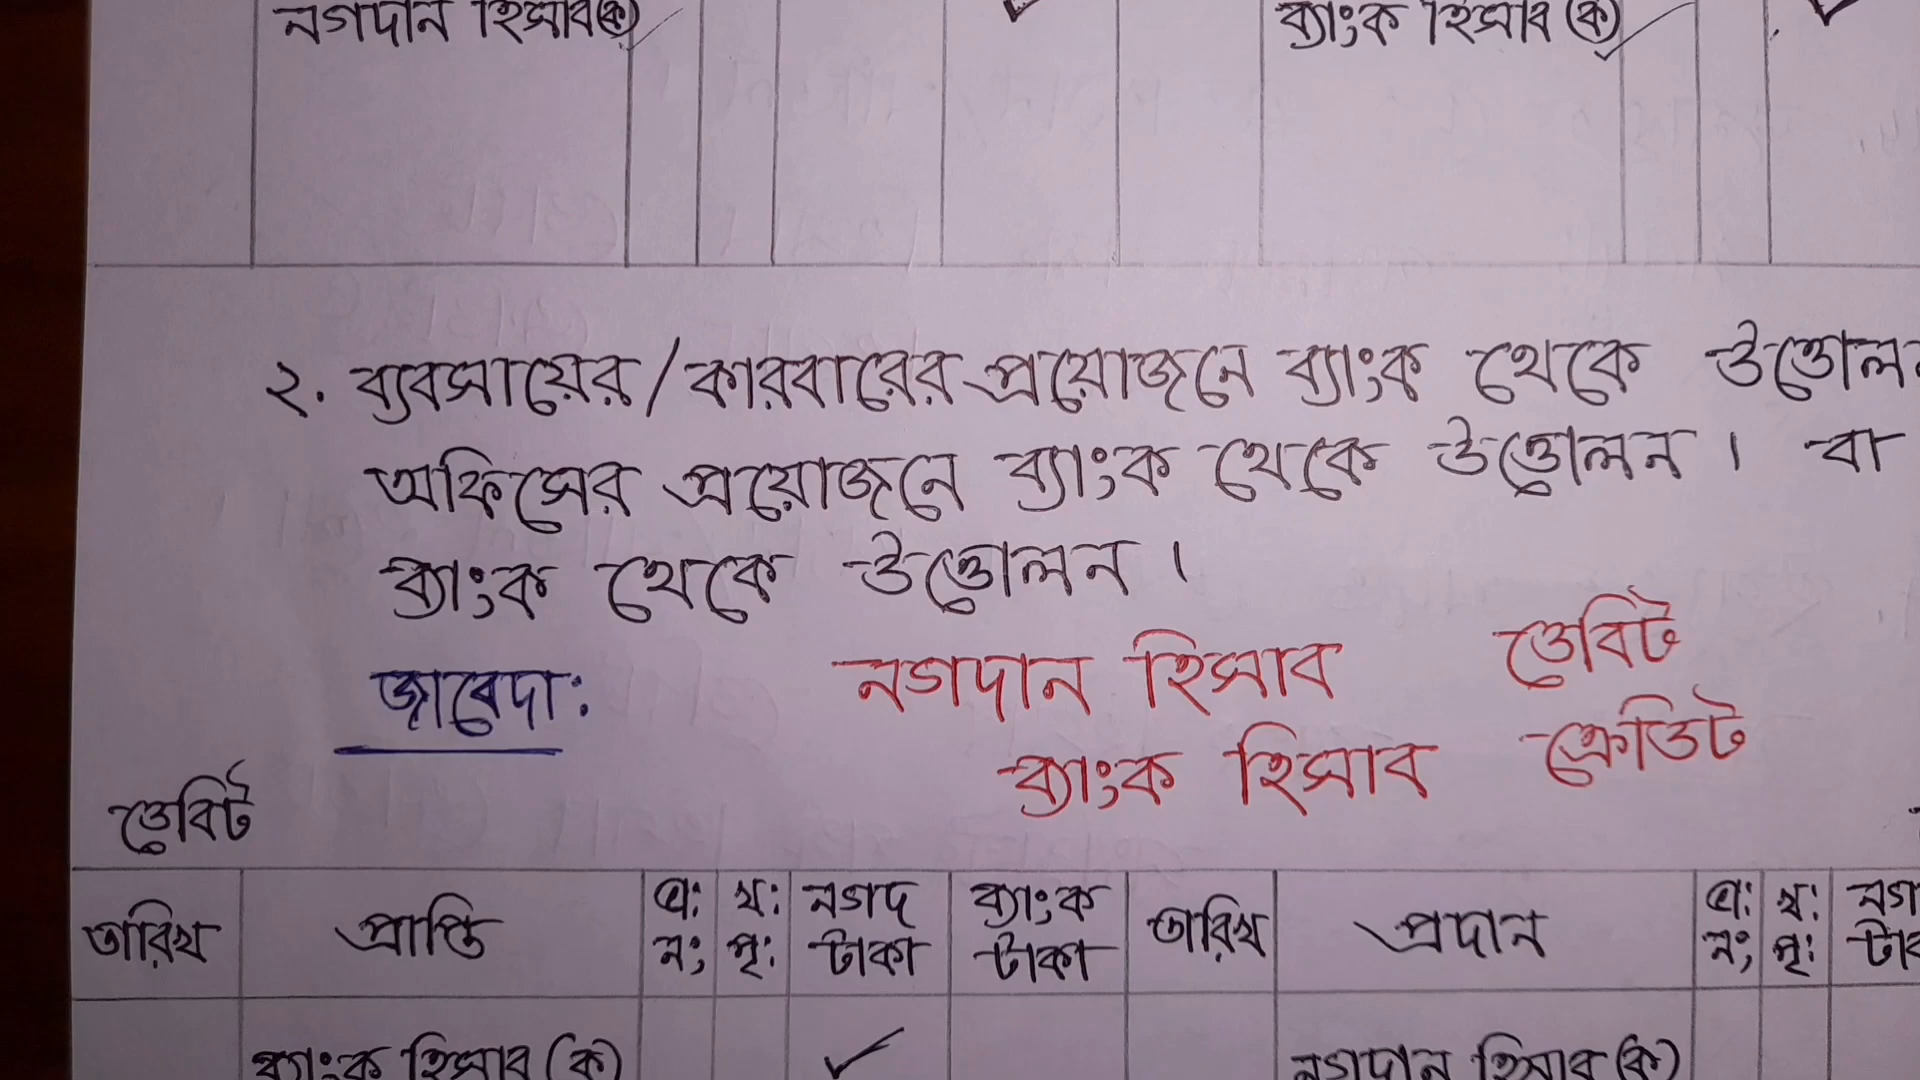 নগদান হিসাব(ক) ব্যাংক হিসাব (ক)
২. ব্যবসায়ের/কারবারের প্রয়োজনে ব্যাংক থেকে উত্তোলন
অফিসের প্রয়োজনে ব্যাংক থেকে উত্তোলন। বা
ব্যাংক থেকে উত্তোলন।
জাবেদা: নগদান হিসাব ডেবিট
ব্যাংক হিসাব ক্রেডিট
ডেবিট
তারিখ প্রাপ্তি প্র: খ: নগদ ব্যাংক তারিখ প্রদান প্র: খ: নগ
ন: পৃ: টাকা টাকা ন: পৃ: টাক
ব্যাংক হিসাব (ক) ✓ নগদান হিসাব (ক)